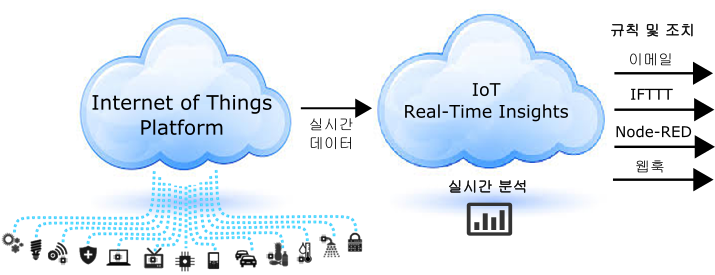 Internet of Things
Platform
실시간
데이터
IoT
Real-Time Insights
실시간 분석
규칙 및 조치
이메일
IFTTT
Node-RED
웹훅